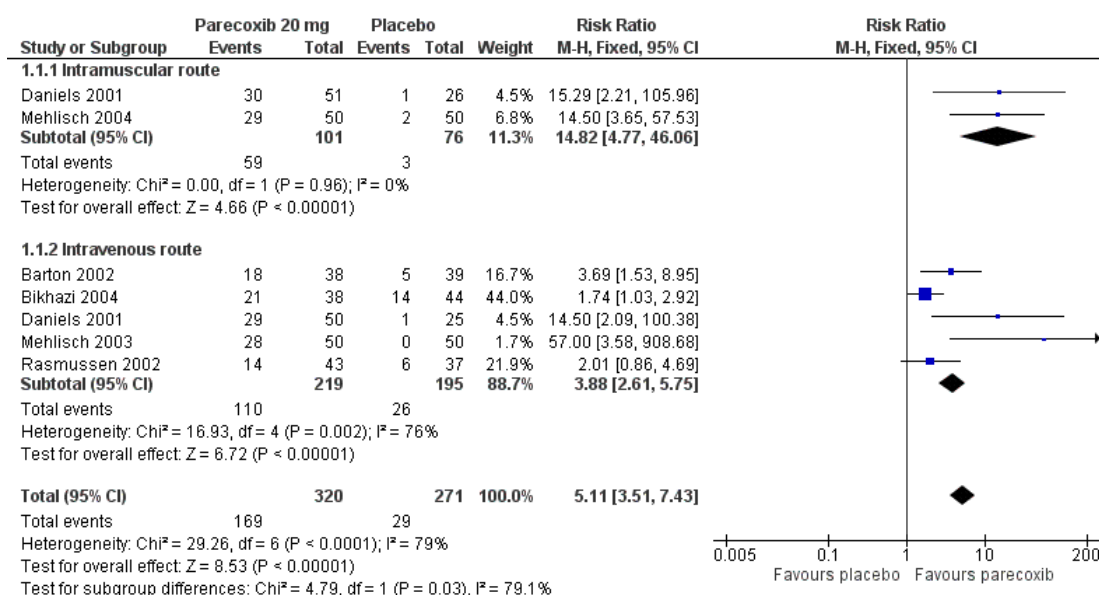 Parecoxib 20 mg Placebo Risk Ratio Risk Ratio
Study or Subgroup Events Total Events Total Weight M-H, Fixed, 95% CI M-H, Fixed, 95% CI
1.1.1 Intramuscular route
Daniels 2001 30 51 1 26 4.5% 15.29 [2.21, 105.96]
Mehlisch 2004 29 50 2 50 6.8% 14.50 [3.65, 57.53]
Subtotal (95% CI) 101 76 11.3% 14.82 [4.77, 46.06]
Total events 59 3
Heterogeneity: Chi² = 0.00, df = 1 (P = 0.96); I² = 0%
Test for overall effect: Z = 4.66 (P < 0.00001)
1.1.2 Intravenous route
Barton 2002 18 38 5 39 16.7% 3.69 [1.53, 8.95]
Bikhazi 2004 21 38 14 44 44.0% 1.74 [1.03, 2.92]
Daniels 2001 29 50 1 25 4.5% 14.50 [2.09, 100.38]
Mehlisch 2003 28 50 0 50 1.7% 57.00 [3.58, 908.68]
Rasmussen 2002 14 43 6 37 21.9% 2.01 [0.86, 4.69]
Subtotal (95% CI) 219 195 88.7% 3.88 [2.61, 5.75]
Total events 110 26
Heterogeneity: Chi² = 16.93, df = 4 (P = 0.002); I² = 76%
Test for overall effect: Z = 6.72 (P < 0.00001)
Total (95% CI) 320 271 100.0% 5.11 [3.51, 7.43]
Total events 169 29
Heterogeneity: Chi² = 29.26, df = 6 (P < 0.0001); I² = 79%
Test for overall effect: Z = 8.53 (P < 0.00001)
Test for subgroup differences: Chi² = 4.79, df = 1 (P = 0.03), I² = 79.1%
0.005 0.1 1 10 200
Favours placebo Favours parecoxib